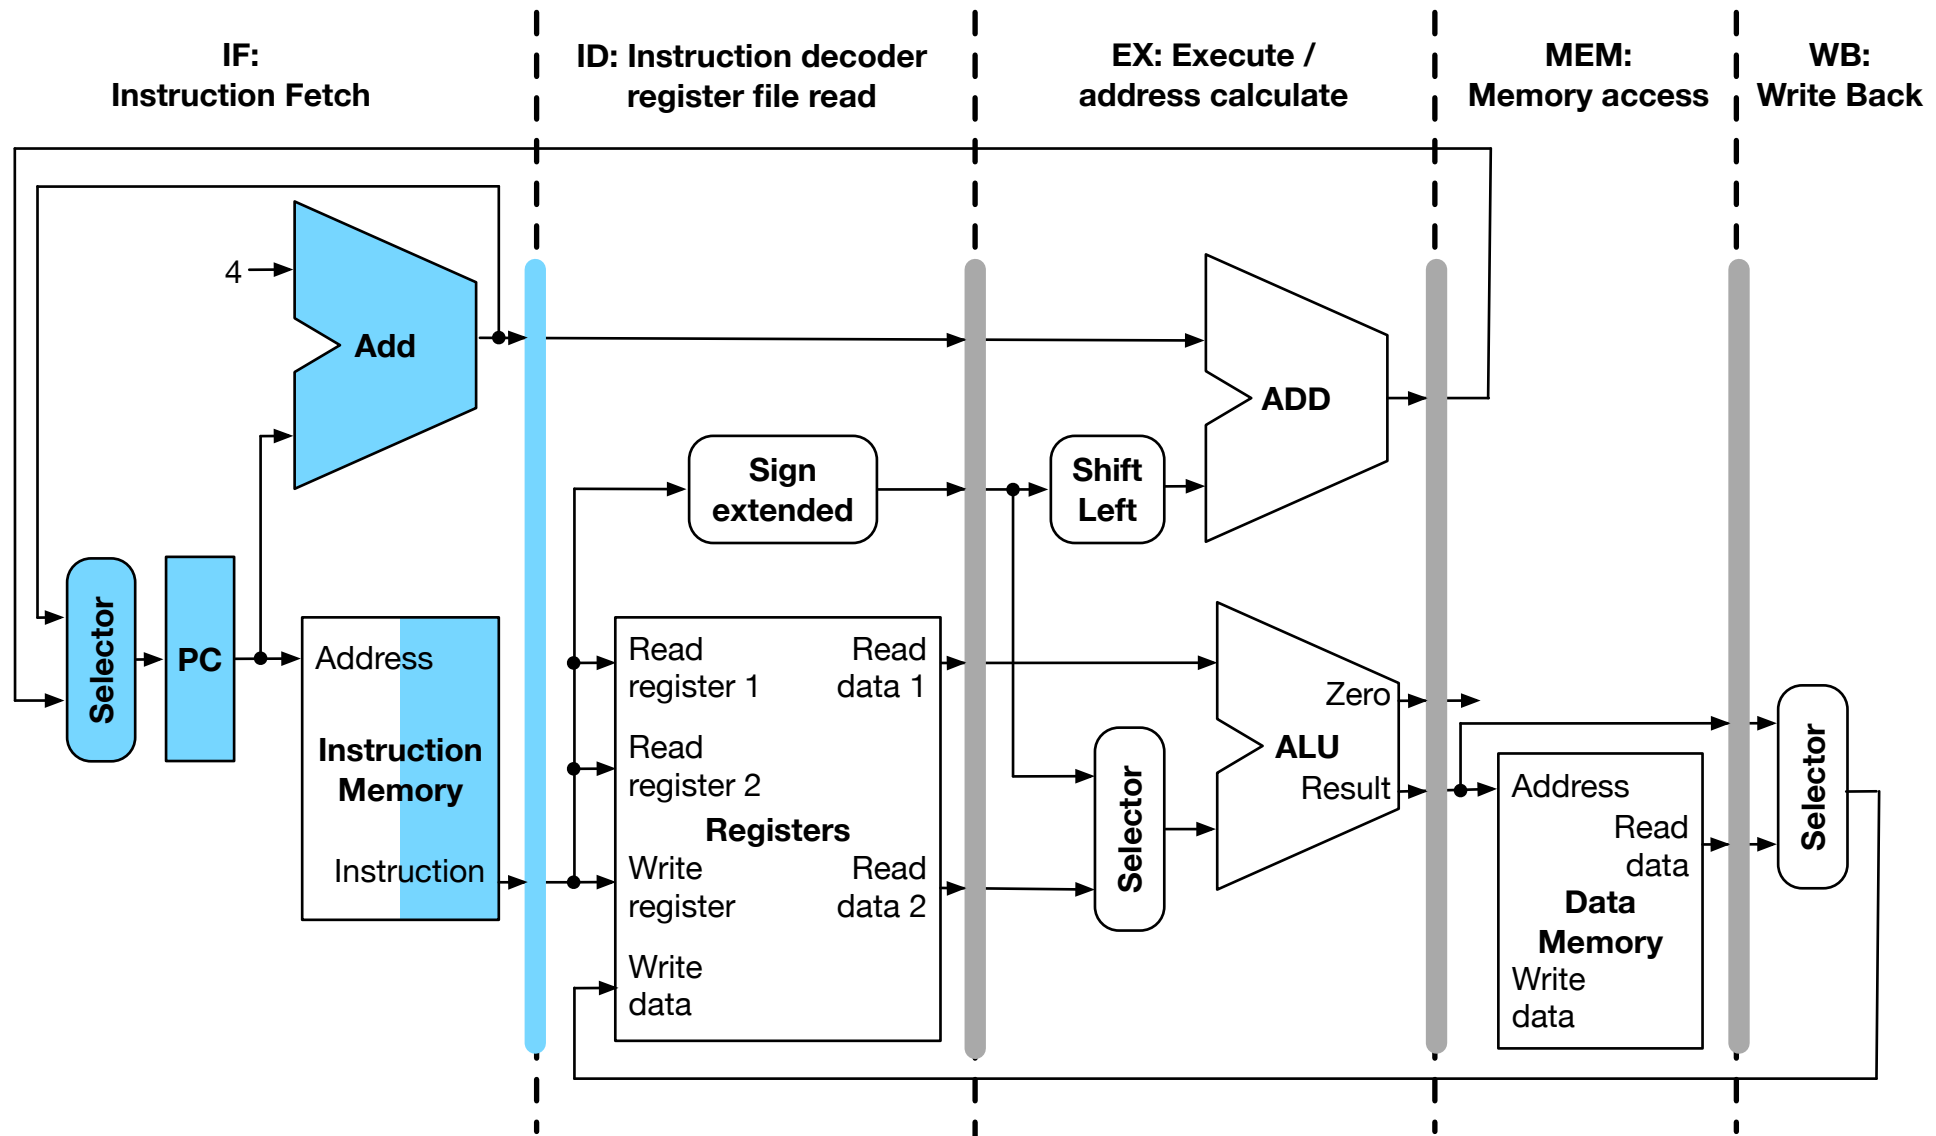 IF:
Instruction Fetch
ID: Instruction decoder
register file read
EX: Execute /
address calculate
MEM:
Memory access
WB:
Write Back
4
Add
ADD
Sign
extended
Shift
Left
Selector
PC
Address
Instruction
Memory
Instruction
Read
register 1
Read
data 1
Read
register 2
Registers
Write
register
Read
data 2
Write
data
Selector
Zero
ALU
Result
Address
Read
data
Data
Memory
Write
data
Selector